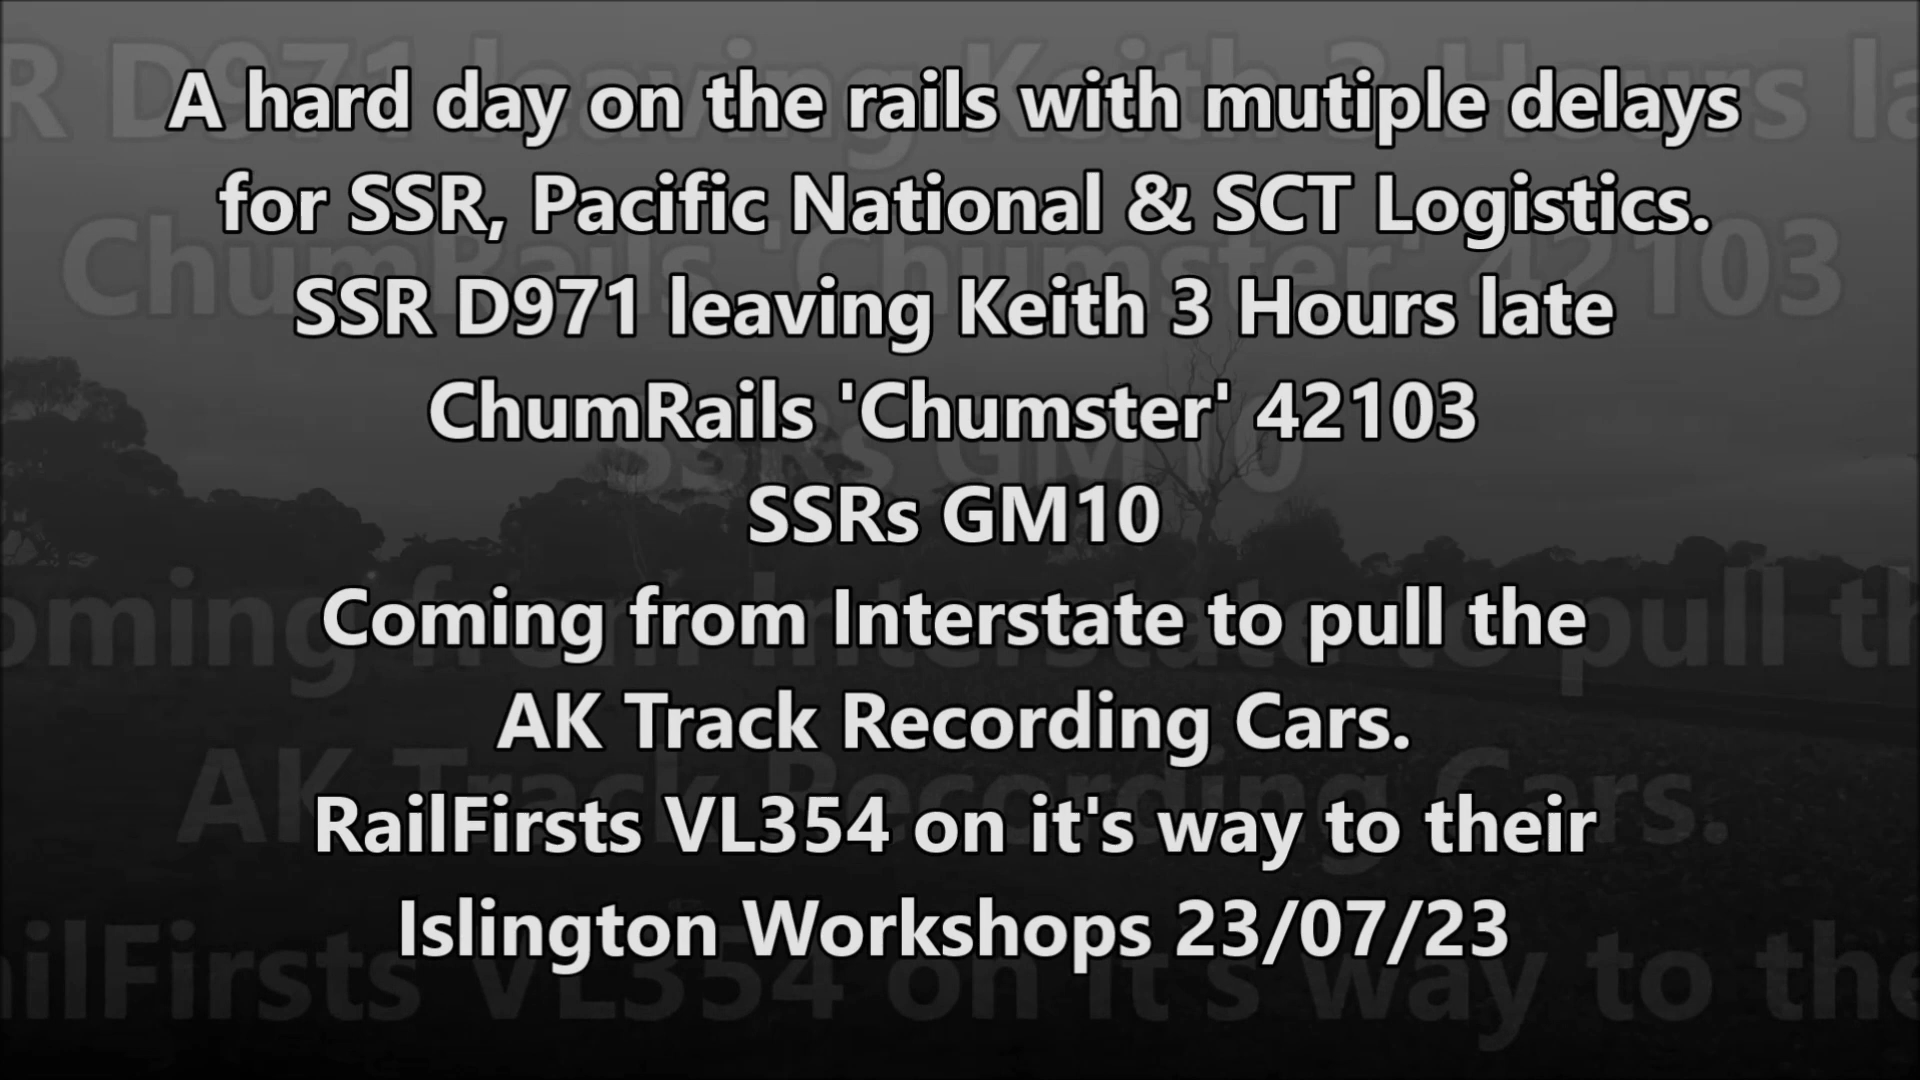 A hard day on the rails with mutiple delays
for SSR, Pacific National & SCT Logistics.
SSR D971 leaving Keith 3 Hours late
ChumRails 'Chumster' 42103
SSRs GM10
Coming from Interstate to pull the
AK Track Recording Cars.
RailFirsts VL354 on it's way to their
Islington Workshops 23/07/23